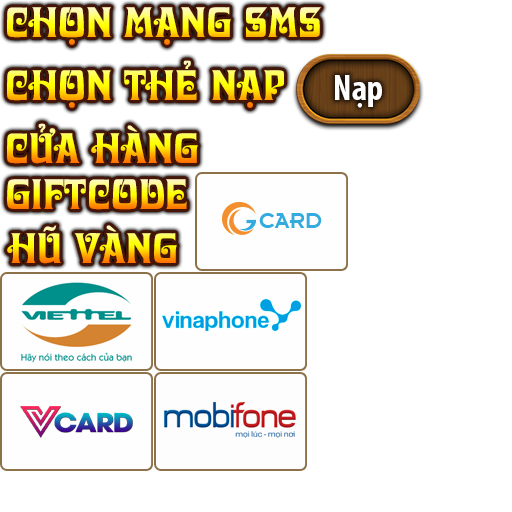 CHỌN MẠNG SMS
CHỌN THẺ NẠP
Nạp
CỬA HÀNG
GIFTCODE
GCARD
HŨ VÀNG
VIETTEL
Hãy nói theo cách của bạn
vinaphone
VCARD
mobifone
mọi lúc - mọi nơi